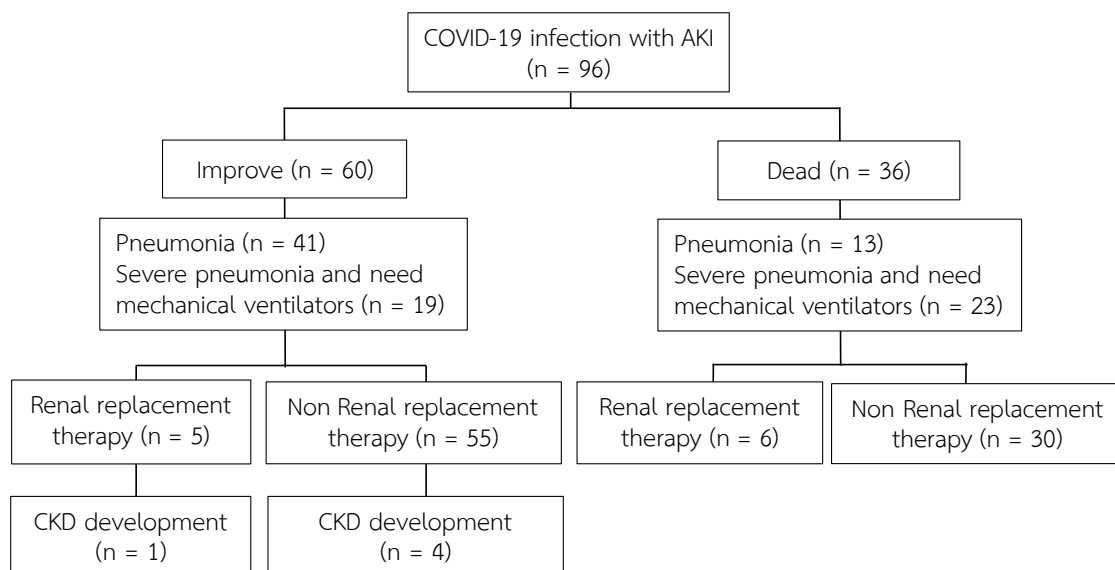 COVID-19 infection with AKI
(n = 96)
Improve (n = 60)
Dead (n = 36)
Pneumonia (n = 41)
Severe pneumonia and need
mechanical ventilators (n = 19)
Pneumonia (n = 13)
Severe pneumonia and need
mechanical ventilators (n = 23)
Renal replacement
therapy (n = 5)
Non Renal replacement
therapy (n = 55)
Renal replacement
therapy (n = 6)
Non Renal replacement
therapy (n = 30)
CKD development
(n = 1)
CKD development
(n = 4)